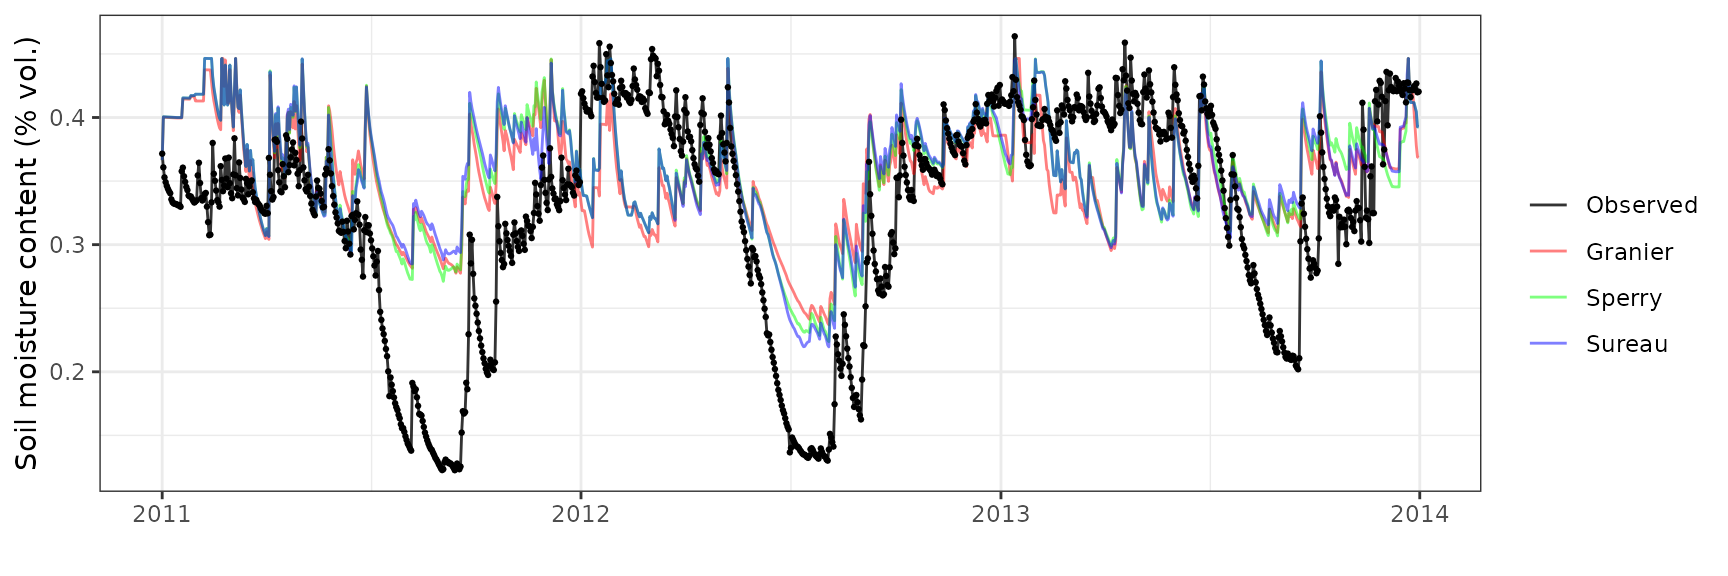 Soil moisture content (% vol.)
0.4
0.3
0.2
2011 2012 2013 2014
Observed
Granier
Sperry
Sureau